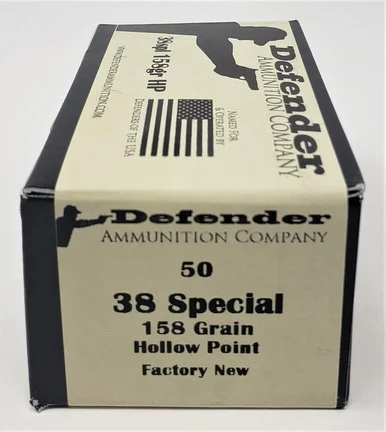 Defender
AMMUNITION COMPANY
NAMED FOR
& OPERATED BY
DEFENDERS OF THE USA
38spl 158gr HP
WWW.DEFENDERAMMUNITION.COM
Defender
AMMUNITION COMPANY
50
38 Special
158 Grain
Hollow Point
Factory New